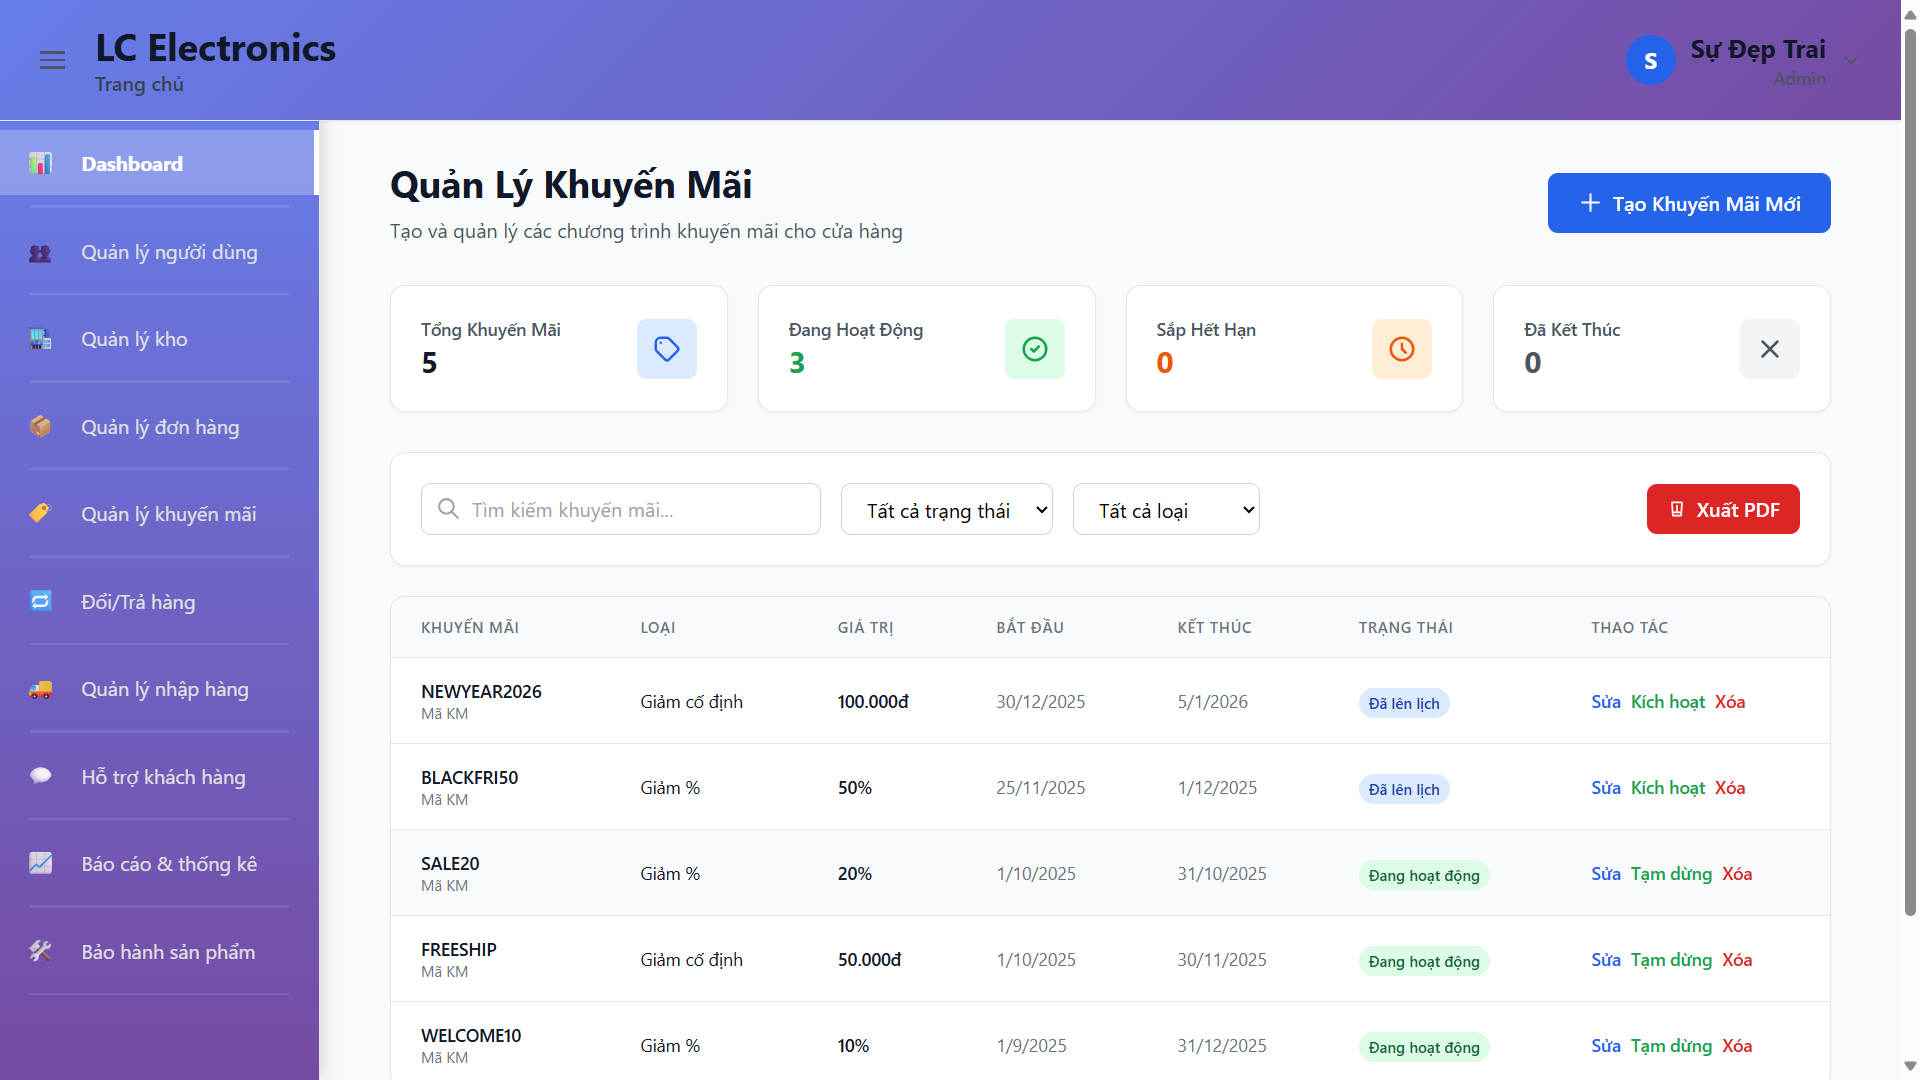 LC Electronics
Trang chủ
S
Sự Đẹp Trai
Admin
Dashboard
Quản lý người dùng
Quản lý kho
Quản lý đơn hàng
Quản lý khuyến mãi
Đổi/Trả hàng
Quản lý nhập hàng
Hỗ trợ khách hàng
Báo cáo & thống kê
Bảo hành sản phẩm
Quản Lý Khuyến Mãi
Tạo và quản lý các chương trình khuyến mãi cho cửa hàng
Tạo Khuyến Mãi Mới
Tổng Khuyến Mãi
5
Đang Hoạt Động
3
Sắp Hết Hạn
0
Đã Kết Thúc
0
Tìm kiếm khuyến mãi...
Tất cả trạng thái
Tất cả loại
Xuất PDF
KHUYẾN MÃI LOẠI GIÁ TRỊ BẮT ĐẦU KẾT THÚC TRẠNG THÁI THAO TÁC
NEWYEAR2026 Giảm cố định 100.000đ 30/12/2025 5/1/2026 Đã lên lịch Sửa Kích hoạt Xóa
Mã KM
BLACKFRI50 Giảm % 50% 25/11/2025 1/12/2025 Đã lên lịch Sửa Kích hoạt Xóa
Mã KM
SALE20 Giảm % 20% 1/10/2025 31/10/2025 Đang hoạt động Sửa Tạm dừng Xóa
Mã KM
FREESHIP Giảm cố định 50.000đ 1/10/2025 30/11/2025 Đang hoạt động Sửa Tạm dừng Xóa
Mã KM
WELCOME10 Giảm % 10% 1/9/2025 31/12/2025 Đang hoạt động Sửa Tạm dừng Xóa
Mã KM